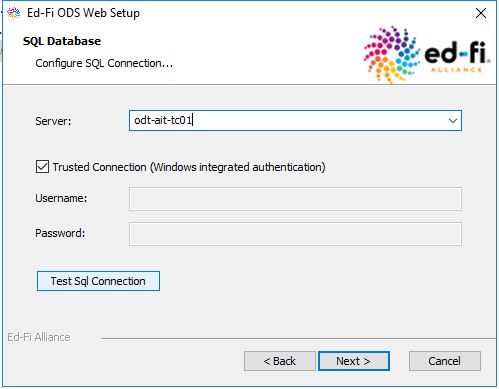 Ed-Fi ODS Web Setup
SQL Database
Configure SQL Connection...
ed-fi
ALLIANCE
Server:
odt-ait-tc01
Trusted Connection (Windows integrated authentication)
Username:
Password:
Test Sql Connection
Ed-Fi Alliance
< Back
Next >
Cancel